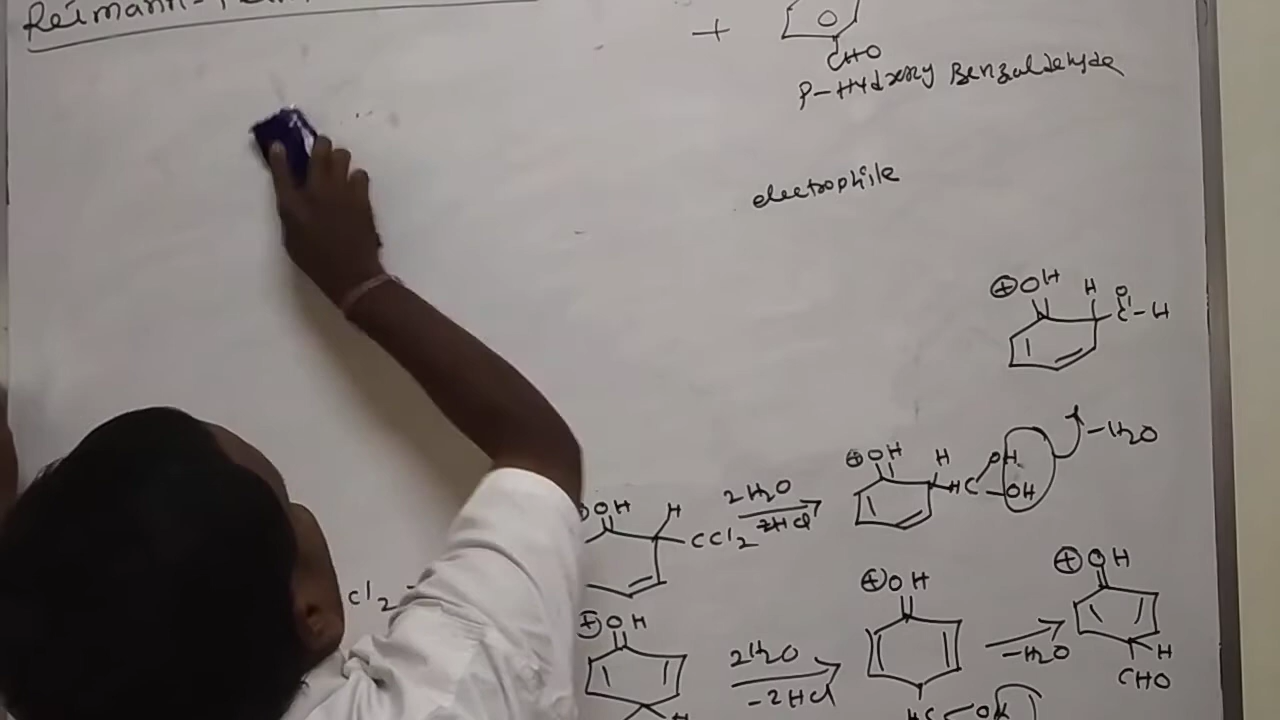 Reimann-
+
CHO
P-Hydroxy Benzaldehyde
electrophile
⊕OH H O
C-H
⊕OH H OH -H2O
HC -OH
OH H 2H2O
CCl2 -2HCl
Cl2
⊕OH H 2H2O -2HCl
⊕OH HC OH
-H2O
⊕OH H
CHO